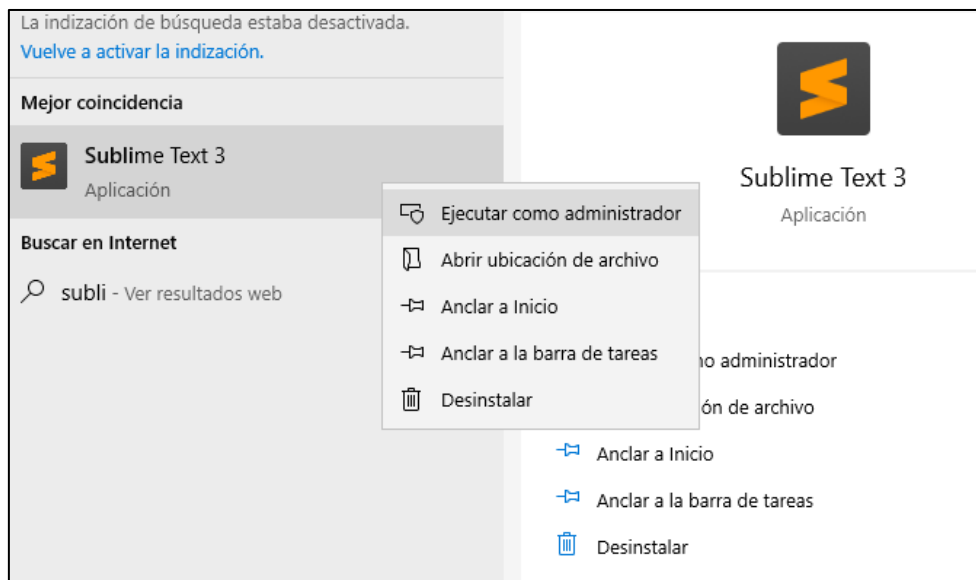 La indización de búsqueda estaba desactivada.
Vuelve a activar la indización.
Mejor coincidencia
Sublime Text 3
Aplicación
Buscar en Internet
subli - Ver resultados web
Ejecutar como administrador
Abrir ubicación de archivo
Anclar a Inicio
Anclar a la barra de tareas
Desinstalar
Sublime Text 3
Aplicación
administrador
ón de archivo
Anclar a Inicio
Anclar a la barra de tareas
Desinstalar